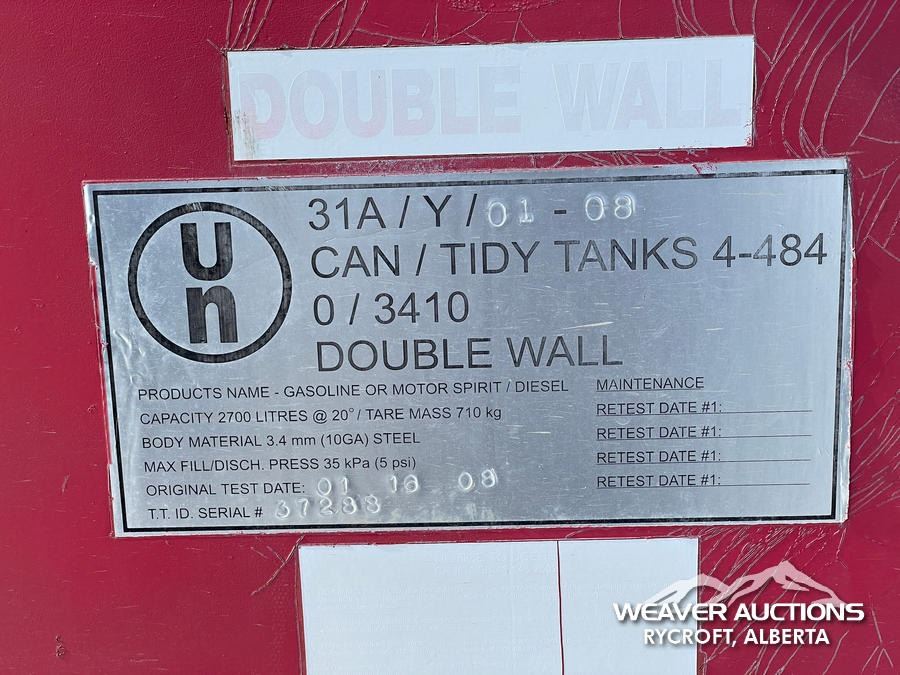 DOUBLE WALL
un
31A / Y / 01 - 08
CAN / TIDY TANKS 4-484
0 / 3410
DOUBLE WALL
PRODUCTS NAME - GASOLINE OR MOTOR SPIRIT / DIESEL
CAPACITY 2700 LITRES @ 20° / TARE MASS 710 kg
BODY MATERIAL 3.4 mm (10GA) STEEL
MAX FILL/DISCH. PRESS 35 kPa (5 psi)
ORIGINAL TEST DATE: 01 16 08
T.T. ID. SERIAL # 37288
MAINTENANCE
RETEST DATE #1:
RETEST DATE #1:
RETEST DATE #1:
RETEST DATE #1:
WEAVER AUCTIONS
RYCROFT, ALBERTA